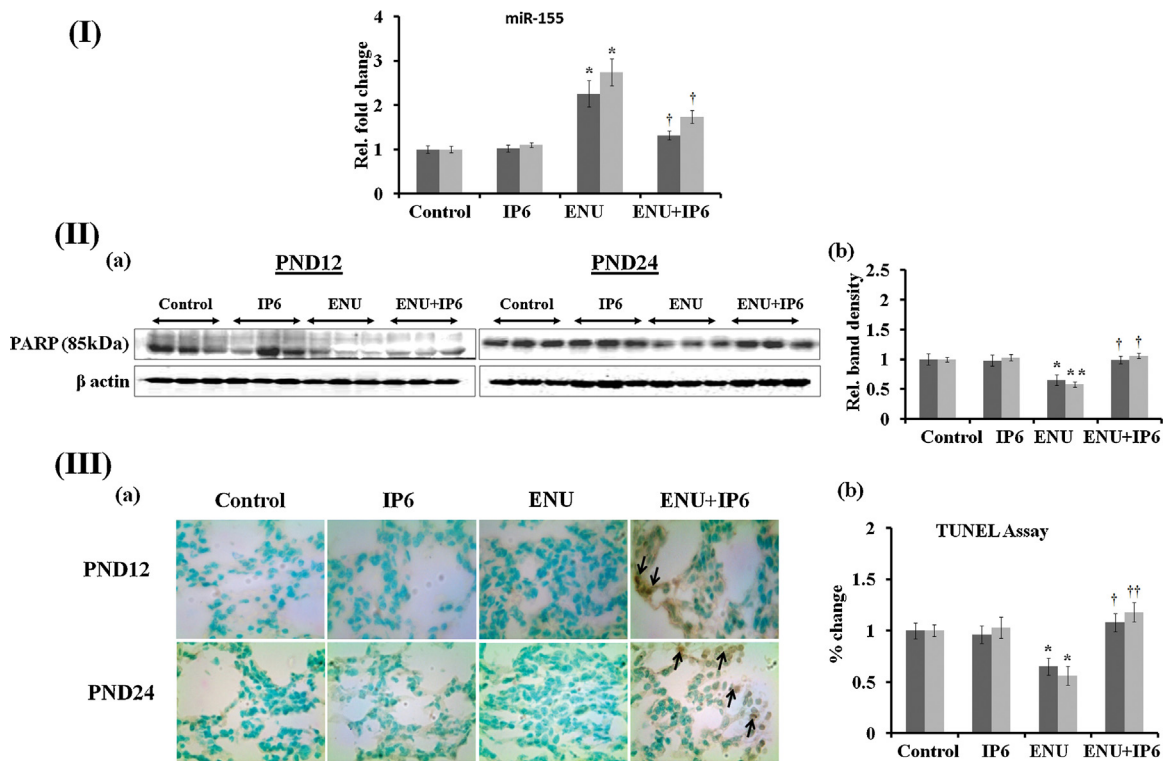 (I)
miR-155
Rel. fold change
4
3
2
1
0
* *
† †
Control IP6 ENU ENU+IP6
(II)
(a)
PND12 PND24
Control IP6 ENU ENU+IP6 Control IP6 ENU ENU+IP6
PARP (85kDa)
β actin
(b)
Rel. band density
2.5
2
1.5
1
0.5
0
* ** † †
Control IP6 ENU ENU+IP6
(III)
(a)
Control IP6 ENU ENU+IP6
PND12
PND24
(b)
TUNEL Assay
% change
2
1.5
1
0.5
0
* * † ††
Control IP6 ENU ENU+IP6